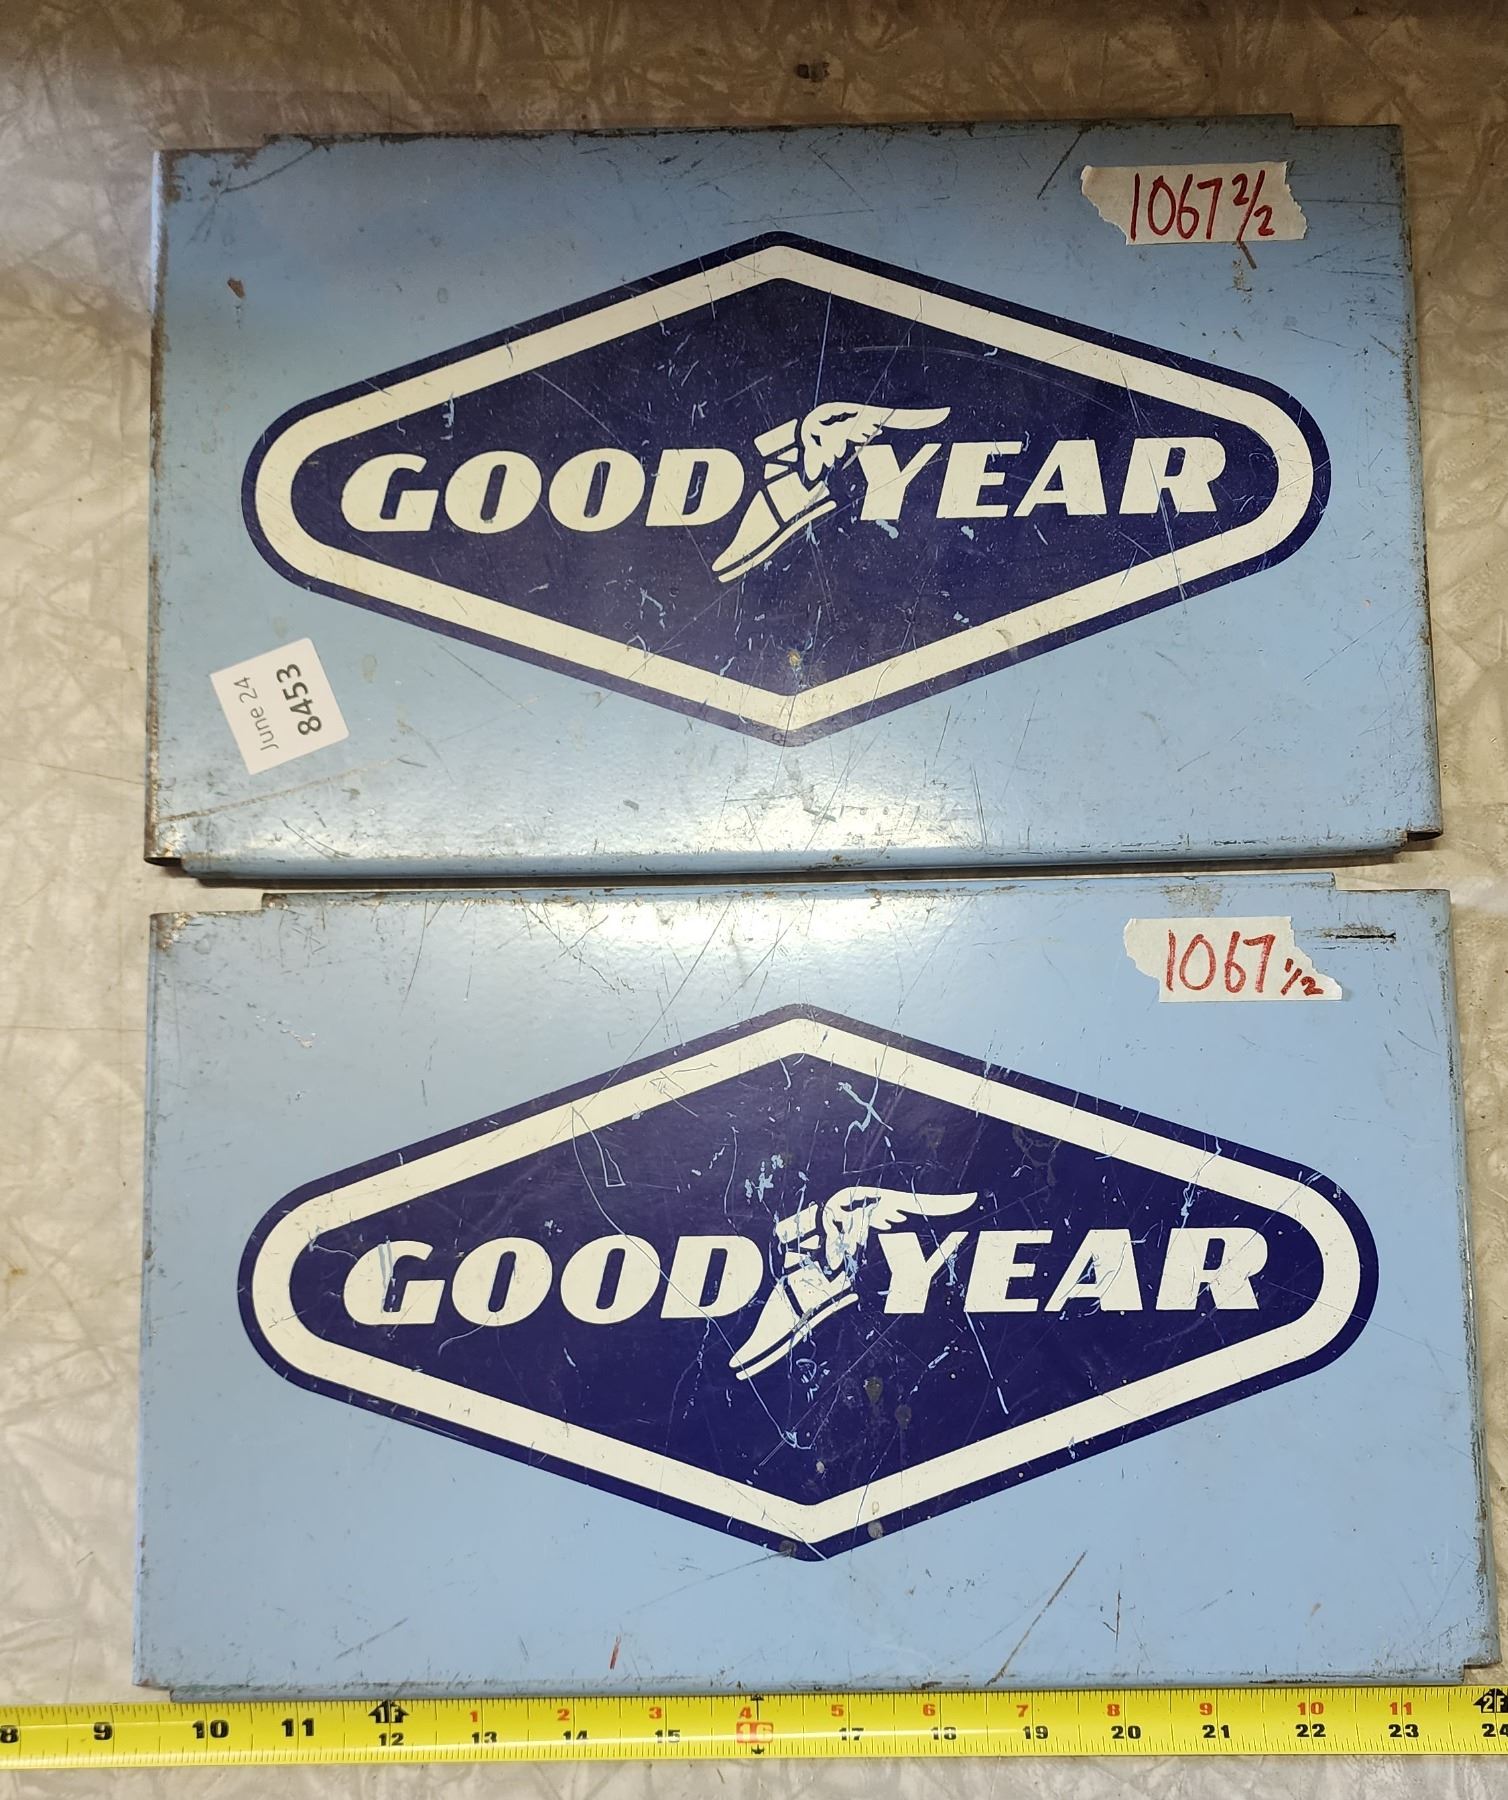 1067 2/2
GOOD YEAR
June 24
8453
1067 1/2
GOOD YEAR
1F 1 2 3 4 5 6 7 8 9 10 11 2F
8 9 10 11 12 13 14 15 16 17 18 19 20 21 22 23 24